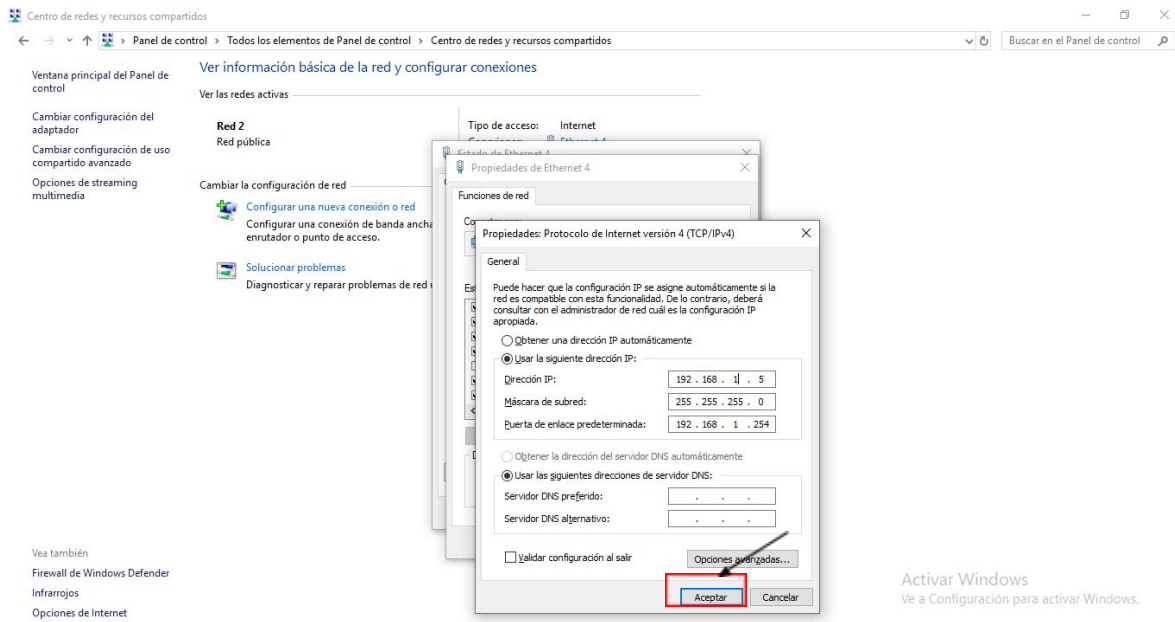 Centro de redes y recursos compartidos
Panel de control > Todos los elementos de Panel de control > Centro de redes y recursos compartidos
Buscar en el Panel de control
Ventana principal del Panel de
control
Cambiar configuración del
adaptador
Cambiar configuración de uso
compartido avanzado
Opciones de streaming
multimedia
Ver información básica de la red y configurar conexiones
Ver las redes activas
Red 2
Red pública
Tipo de acceso: Internet
Ethernet 4
Cambiar la configuración de red
Configurar una nueva conexión o red
Configurar una conexión de banda ancha
enrutador o punto de acceso.
Solucionar problemas
Diagnosticar y reparar problemas de red
Estado de Ethernet 4
Propiedades de Ethernet 4
Funciones de red
Propiedades: Protocolo de Internet versión 4 (TCP/IPv4)
General
Puede hacer que la configuración IP se asigne automáticamente si la
red es compatible con esta funcionalidad. De lo contrario, deberá
consultar con el administrador de red cuál es la configuración IP
apropiada.
Obtener una dirección IP automáticamente
Usar la siguiente dirección IP:
Dirección IP: 192 . 168 . 1 . 5
Máscara de subred: 255 . 255 . 255 . 0
Puerta de enlace predeterminada: 192 . 168 . 1 . 254
Obtener la dirección del servidor DNS automáticamente
Usar las siguientes direcciones de servidor DNS:
Servidor DNS preferido: . . .
Servidor DNS alternativo: . . .
Validar configuración al salir
Opciones avanzadas...
Aceptar
Cancelar
Vea también
Firewall de Windows Defender
Infrarrojos
Opciones de Internet
Activar Windows
Ve a Configuración para activar Windows.